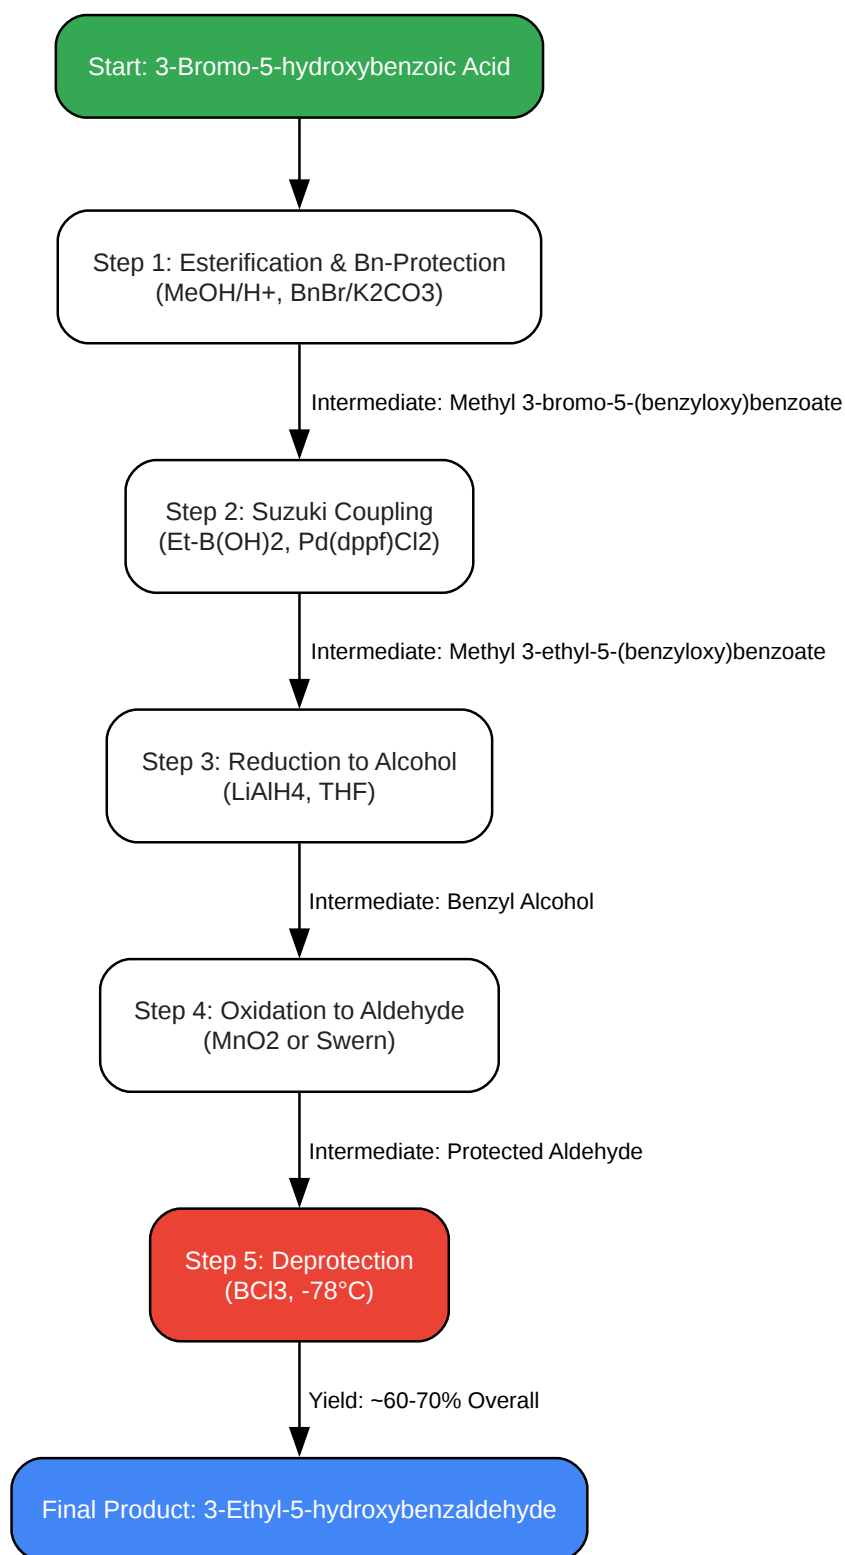 Start: 3-Bromo-5-hydroxybenzoic Acid
Step 1: Esterification & Bn-Protection
(MeOH/H+, BnBr/K2CO3)
Intermediate: Methyl 3-bromo-5-(benzyloxy)benzoate
Step 2: Suzuki Coupling
(Et-B(OH)2, Pd(dppf)Cl2)
Intermediate: Methyl 3-ethyl-5-(benzyloxy)benzoate
Step 3: Reduction to Alcohol
(LiAlH4, THF)
Intermediate: Benzyl Alcohol
Step 4: Oxidation to Aldehyde
(MnO2 or Swern)
Intermediate: Protected Aldehyde
Step 5: Deprotection
(BCl3, -78°C)
Yield: ~60-70% Overall
Final Product: 3-Ethyl-5-hydroxybenzaldehyde